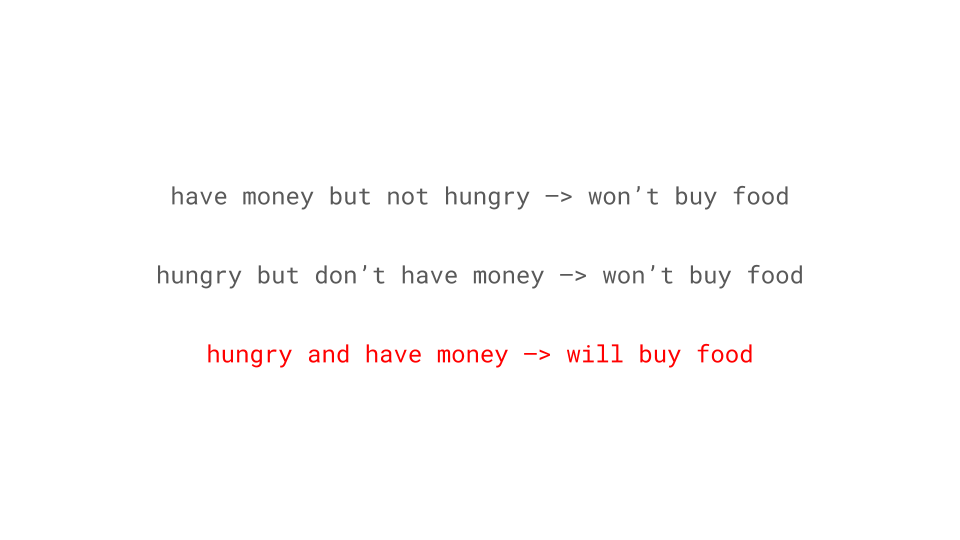 have money but not hungry —> won’t buy food
hungry but don’t have money —> won’t buy food
hungry and have money —> will buy food